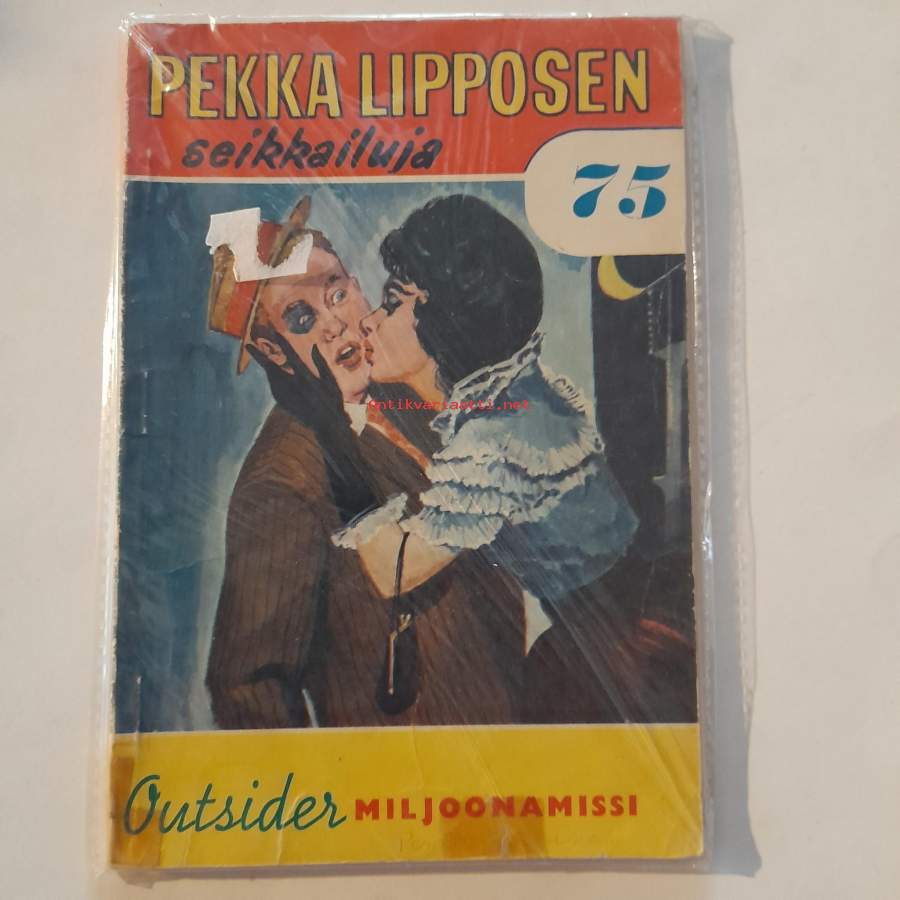 PEKKA LIPPOSEN
seikkailuja
75
antikvariaatti.net
Outsider MILJOONAMISSI